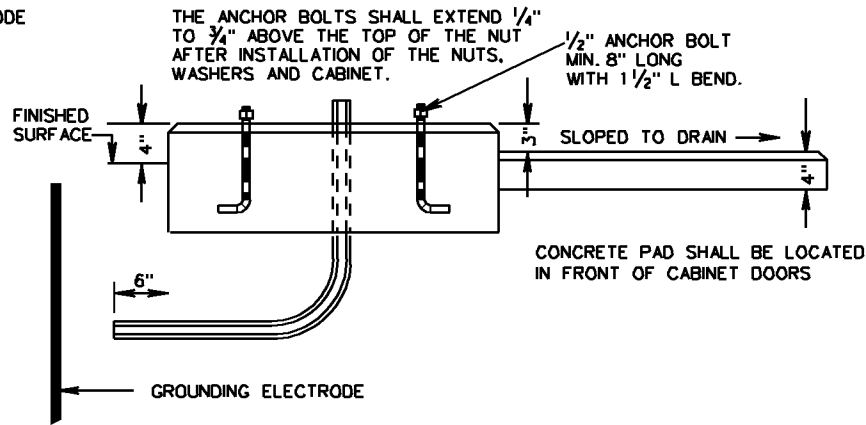 THE ANCHOR BOLTS SHALL EXTEND 1/4"
TO 3/4" ABOVE THE TOP OF THE NUT
AFTER INSTALLATION OF THE NUTS,
WASHERS AND CABINET.
1/2" ANCHOR BOLT
MIN. 8" LONG
WITH 1 1/2" L BEND.
FINISHED
SURFACE
4"
3"
SLOPED TO DRAIN
4"
CONCRETE PAD SHALL BE LOCATED
IN FRONT OF CABINET DOORS
6"
GROUNDING ELECTRODE